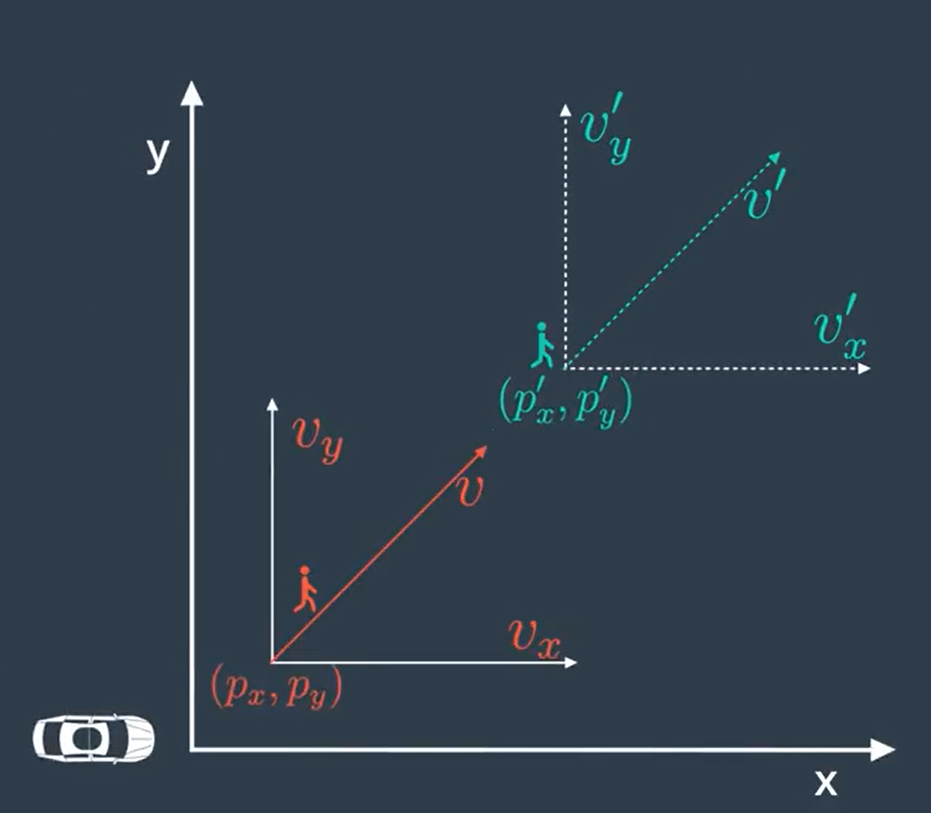 v′y
y
v′
v′x
(p′x, p′y)
vy
v
vx
(px, py)
x